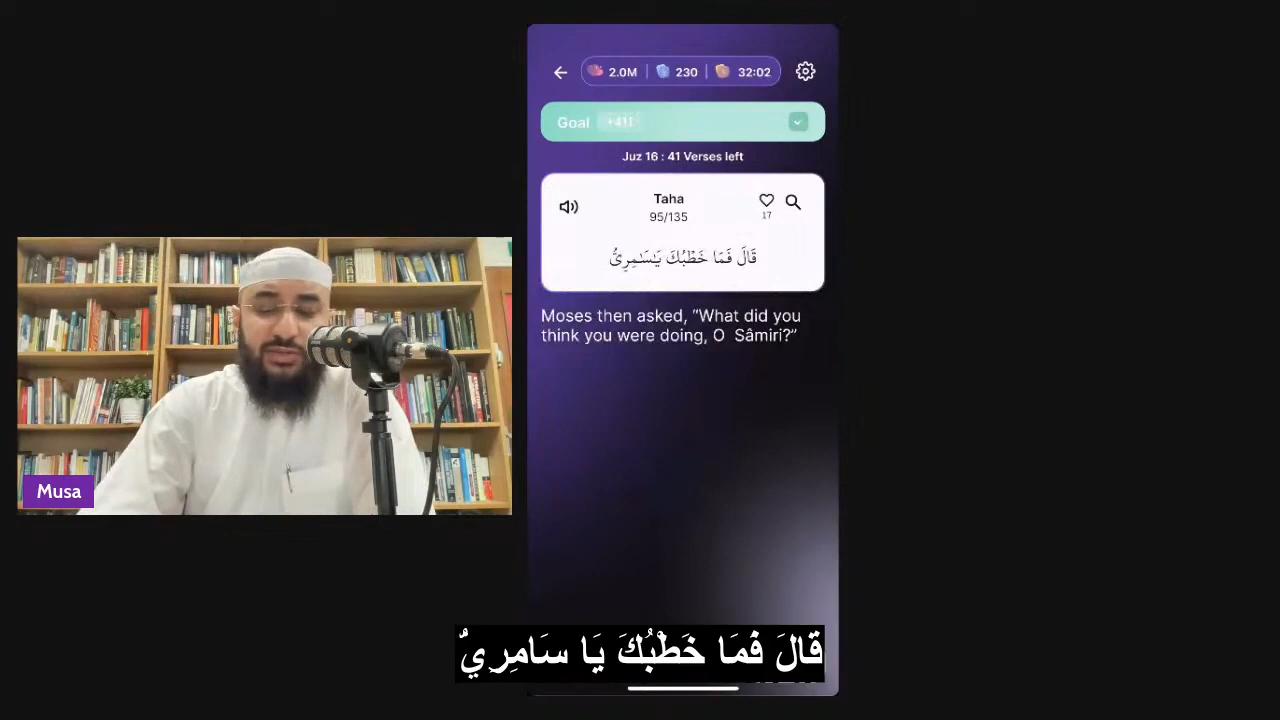 2.0M 230 32:02
Goal +411
Juz 16 : 41 Verses left
Taha
95/135
17
قَالَ فَمَا خَطْبُكَ يَـٰسَـٰمِرِىُّ
Moses then asked, “What did you
think you were doing, O Sâmiri?”
Musa
قَالَ فَمَا خَطْبُكَ يَا سَامِرِيُّ